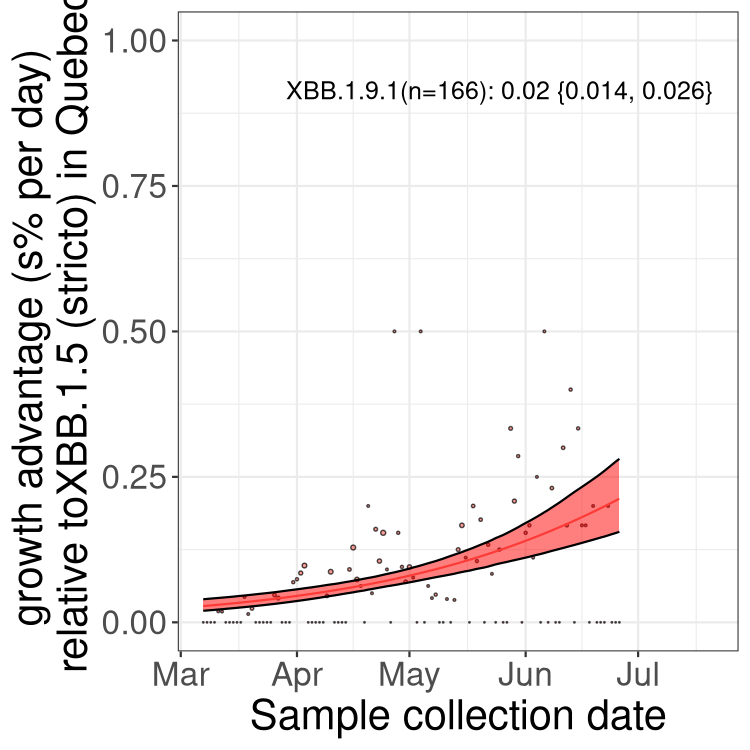 growth advantage (s% per day)
relative toXBB.1.5 (stricto) in Quebec
1.00
XBB.1.9.1(n=166): 0.02 {0.014, 0.026}
0.75
0.50
0.25
0.00
Mar Apr May Jun Jul
Sample collection date